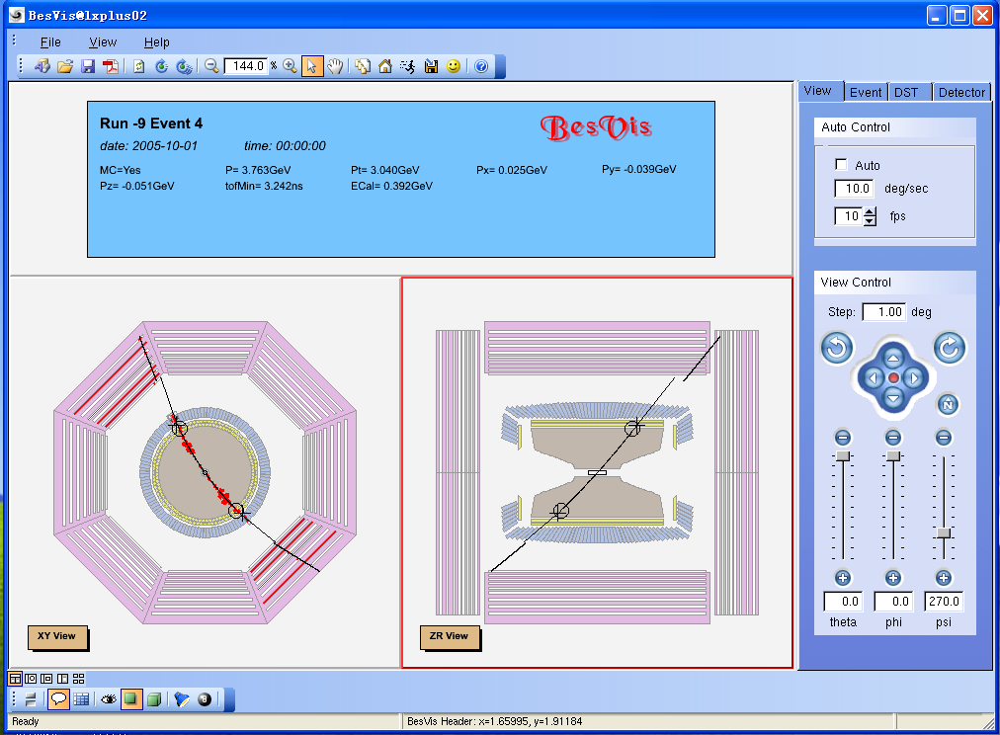 BesVis@lxplus02
File View Help
144.0 %
View Event DST Detector
Run -9 Event 4
BesVis
date: 2005-10-01 time: 00:00:00
MC=Yes P= 3.763GeV Pt= 3.040GeV Px= 0.025GeV Py= -0.039GeV
Pz= -0.051GeV tofMin= 3.242ns ECal= 0.392GeV
Auto Control
Auto
10.0 deg/sec
10 fps
View Control
Step: 1.00 deg
N
0.0 0.0 270.0
theta phi psi
XY View
ZR View
8
Ready
BesVis Header: x=1.65995, y=1.91184